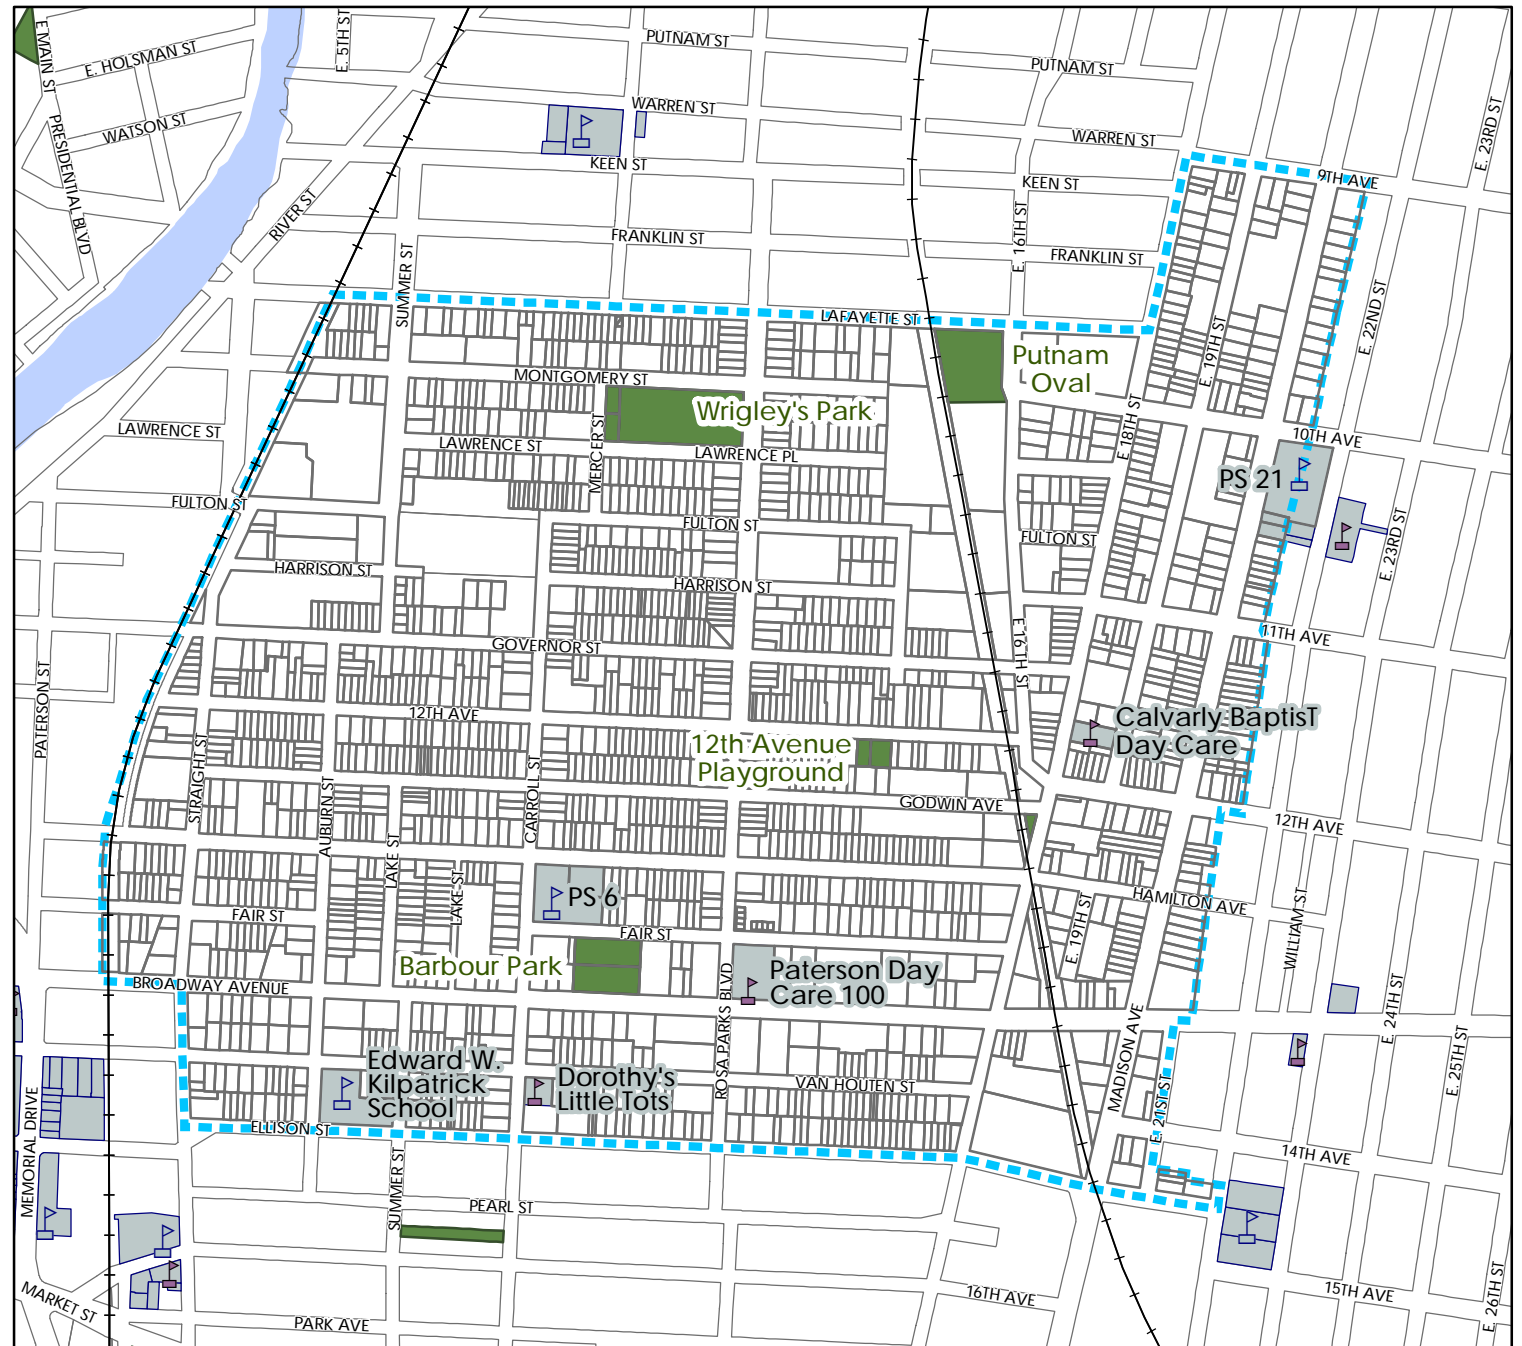 E MAIN ST
E. HOLSMAN ST
E. 5TH ST
PUTNAM ST
PUTNAM ST
WATSON ST
PRESIDENTIAL BLVD
WARREN ST
WARREN ST
E. 23RD ST
KEEN ST
KEEN ST
9TH AVE
RIVER ST
E. 16TH ST
FRANKLIN ST
FRANKLIN ST
SUMMER ST
LAFAYETTE ST
E. 22ND ST
E. 19TH ST
Putnam
Oval
MONTGOMERY ST
Wrigley's Park
MERCER ST
E. 18TH ST
LAWRENCE ST
LAWRENCE ST
LAWRENCE PL
10TH AVE
PS 21
FULTON ST
FULTON ST
FULTON ST
E. 23RD ST
HARRISON ST
HARRISON ST
E. 16TH ST
11TH AVE
GOVERNOR ST
PATERSON ST
12TH AVE
Calvarly BaptisT
Day Care
12th Avenue
Playground
STRAIGHT ST
AUBURN ST
CARROLL ST
GODWIN AVE
12TH AVE
LAKE ST
LAKE ST
PS 6
HAMILTON AVE
WILLIAM ST
FAIR ST
FAIR ST
E. 19TH ST
Barbour Park
Paterson Day
Care 100
BROADWAY AVENUE
ROSA PARKS BLVD
MADISON AVE
E. 24TH ST
E. 25TH ST
Edward W.
Kilpatrick
School
Dorothy's
Little Tots
VAN HOUTEN ST
E. 21ST ST
MEMORIAL DRIVE
ELLISON ST
14TH AVE
SUMMER ST
PEARL ST
16TH AVE
15TH AVE
E. 26TH ST
MARKET ST
PARK AVE